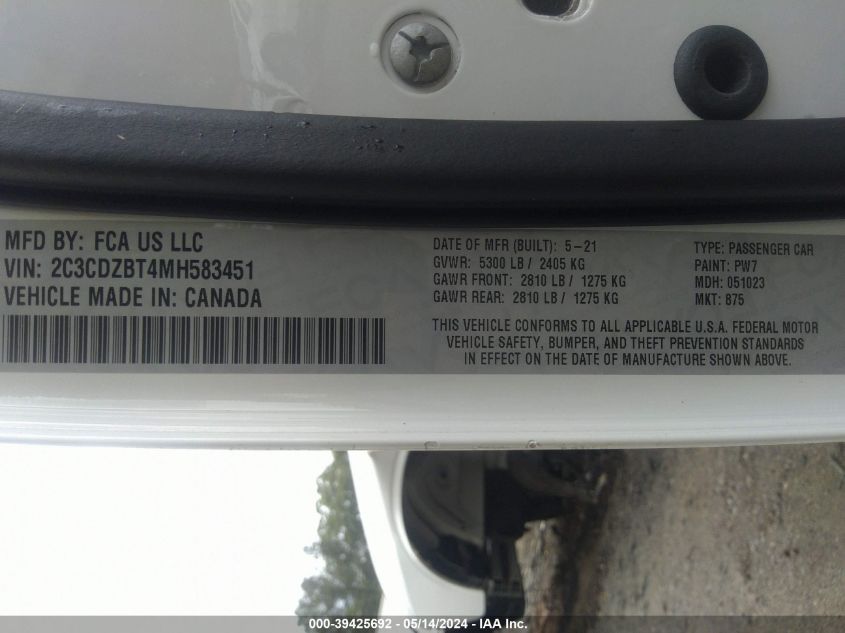 MFD BY: FCA US LLC
VIN: 2C3CDZBT4MH583451
VEHICLE MADE IN: CANADA
DATE OF MFR (BUILT): 5-21
GVWR: 5300 LB / 2405 KG
GAWR FRONT: 2810 LB / 1275 KG
GAWR REAR: 2810 LB / 1275 KG
TYPE: PASSENGER CAR
PAINT: PW7
MDH: 051023
MKT: 875
THIS VEHICLE CONFORMS TO ALL APPLICABLE U.S.A. FEDERAL MOTOR
VEHICLE SAFETY, BUMPER, AND THEFT PREVENTION STANDARDS
IN EFFECT ON THE DATE OF MANUFACTURE SHOWN ABOVE.
000-39425692 - 05/14/2024 - IAA Inc.